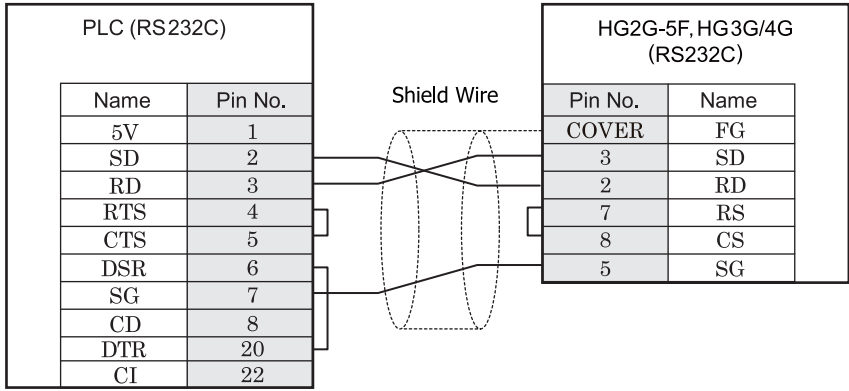 PLC (RS232C)
Name Pin No.
5V 1
SD 2
RD 3
RTS 4
CTS 5
DSR 6
SG 7
CD 8
DTR 20
CI 22
Shield Wire
HG2G-5F, HG3G/4G
(RS232C)
Pin No. Name
COVER FG
3 SD
2 RD
7 RS
8 CS
5 SG